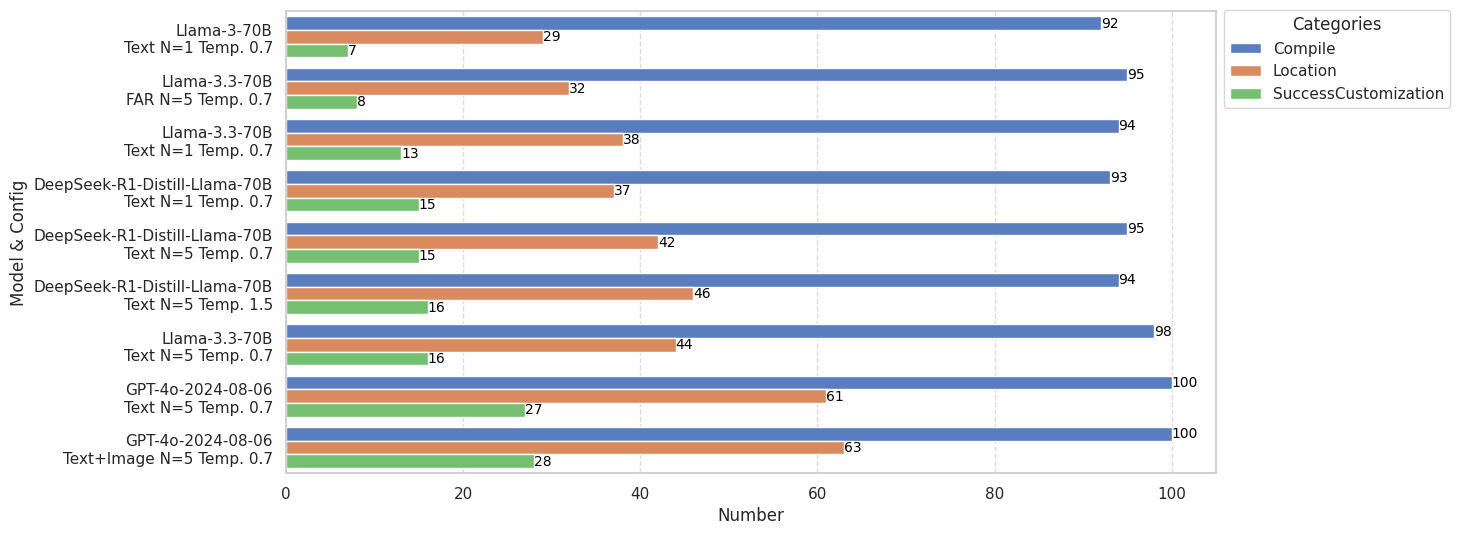 Llama-3-70B
Text N=1 Temp. 0.7
92
29
7
Llama-3.3-70B
FAR N=5 Temp. 0.7
95
32
8
Llama-3.3-70B
Text N=1 Temp. 0.7
94
38
13
DeepSeek-R1-Distill-Llama-70B
Text N=1 Temp. 0.7
93
37
15
DeepSeek-R1-Distill-Llama-70B
Text N=5 Temp. 0.7
95
42
15
DeepSeek-R1-Distill-Llama-70B
Text N=5 Temp. 1.5
94
46
16
Llama-3.3-70B
Text N=5 Temp. 0.7
98
44
16
GPT-4o-2024-08-06
Text N=5 Temp. 0.7
100
61
27
GPT-4o-2024-08-06
Text+Image N=5 Temp. 0.7
100
63
28
Model & Config
0 20 40 60 80 100
Number
Categories
Compile
Location
SuccessCustomization